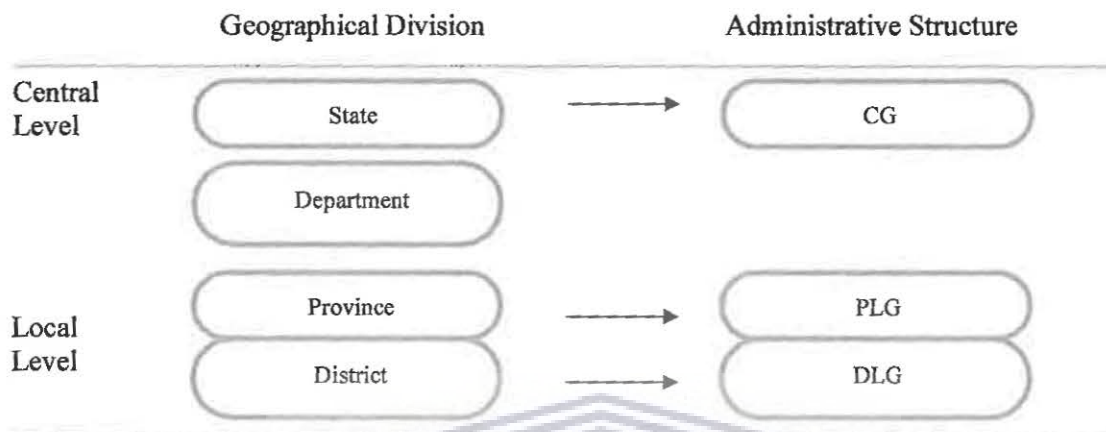 Geographical Division Administrative Structure
Central
Level
State
CG
Department
Province
PLG
Local
Level
District
DLG